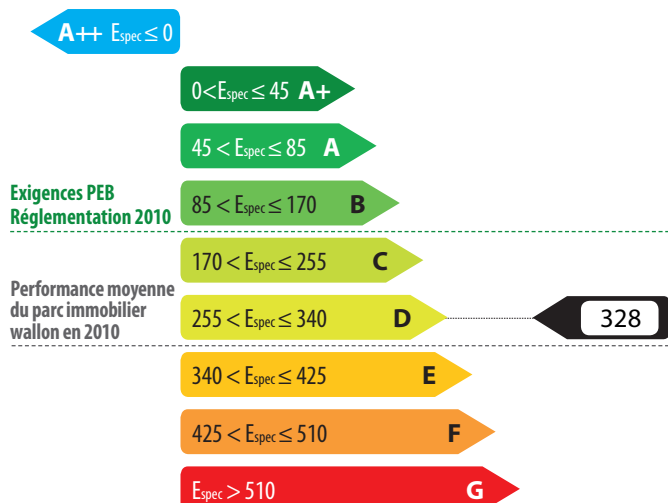 A++ Espec ≤ 0
0 < Espec ≤ 45 A+
45 < Espec ≤ 85 A
Exigences PEB
Réglementation 2010
85 < Espec ≤ 170 B
170 < Espec ≤ 255 C
Performance moyenne
du parc immobilier
wallon en 2010
255 < Espec ≤ 340 D
328
340 < Espec ≤ 425 E
425 < Espec ≤ 510 F
Espec > 510 G